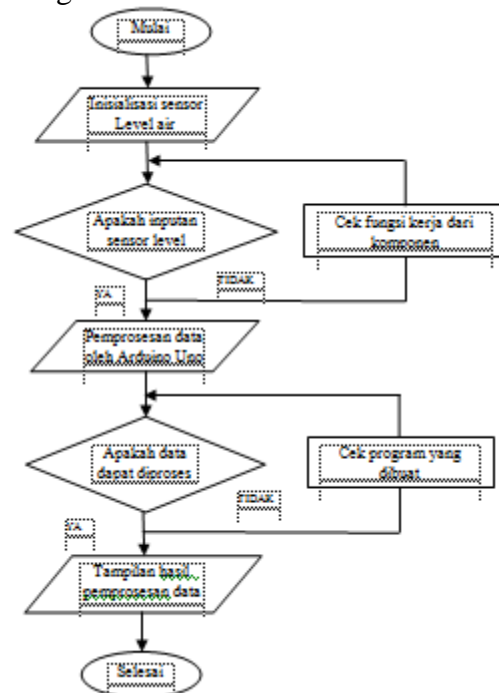 Mulai
Inisialisasi sensor
Level air
Apakah inputan
sensor level
Cek fungsi kerja dari
komponen
TIDAK
YA
Pemprosesan data
oleh Arduino Uno
Apakah data
dapat diproses
Cek program yang
dibuat
TIDAK
YA
Tampilan hasil
pemprosesan data
Selesai